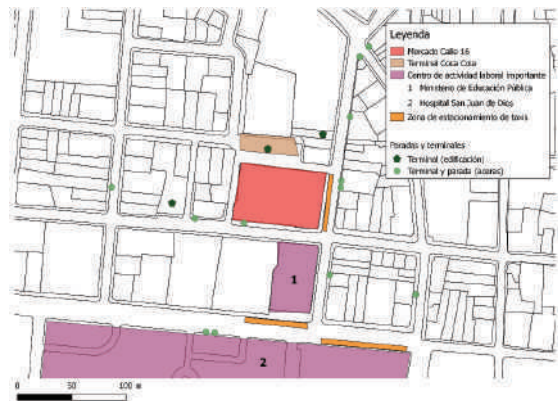 Leyenda
Mercado Calle 16
Terminal Coca Cola
Centro de actividad laboral importante
1 Ministerio de Educación Pública
2 Hospital San Juan de Dios
Zona de estacionamiento de taxis
Paradas y terminales
Terminal (edificación)
Terminal y parada (aceras)
1
2
0 50 100 m